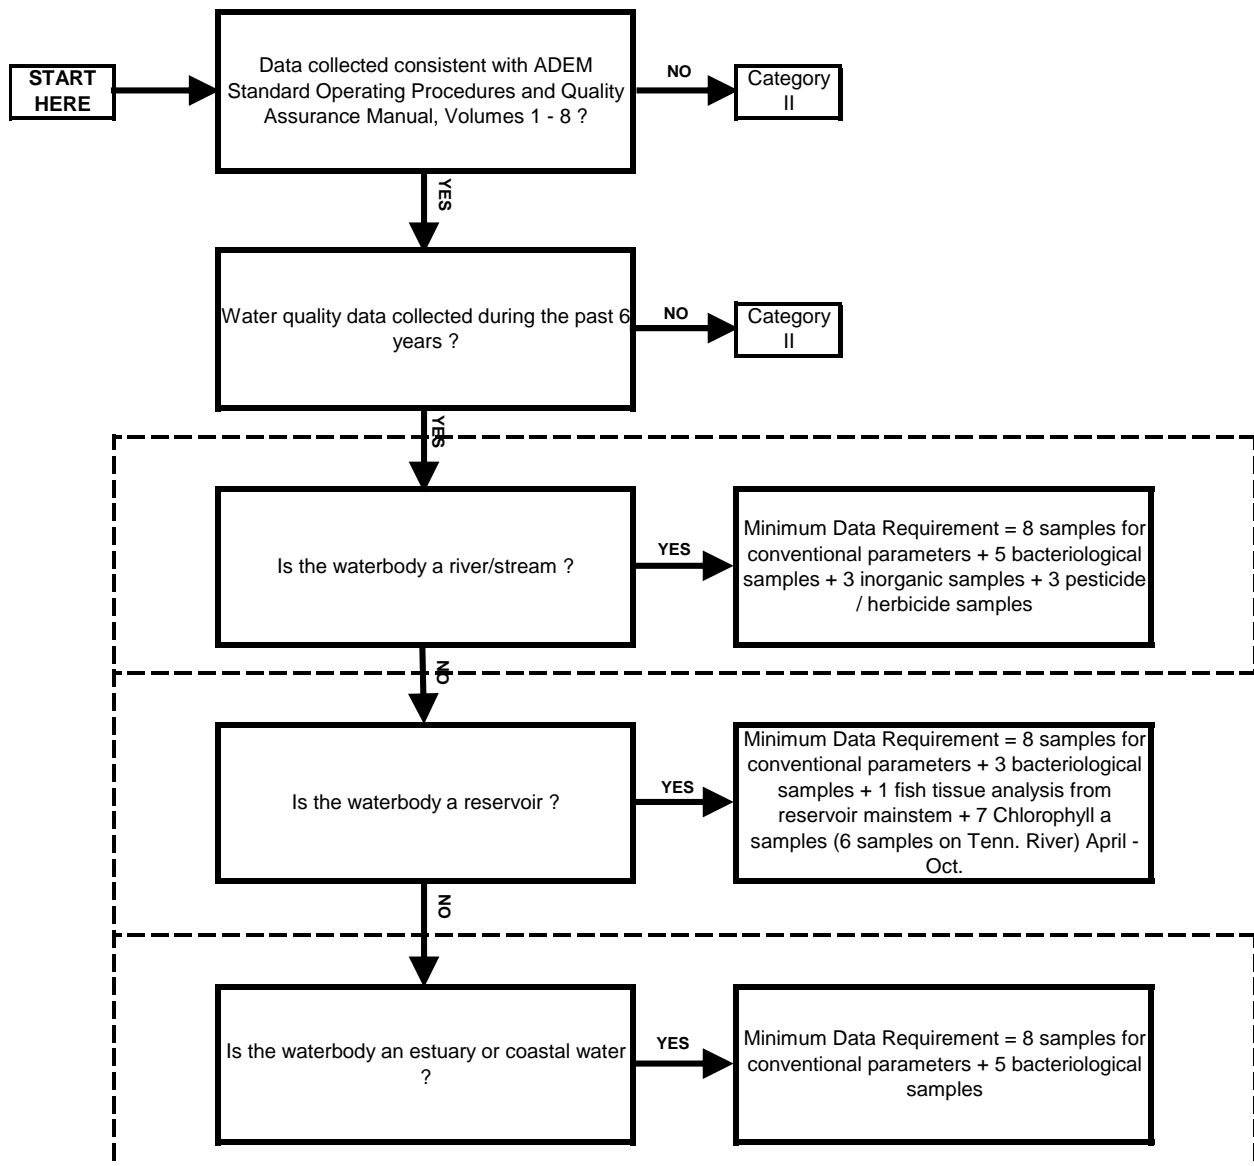 START
HERE
Data collected consistent with ADEM
Standard Operating Procedures and Quality
Assurance Manual, Volumes 1 - 8 ?
NO
Category
II
YES
Water quality data collected during the past 6
years ?
NO
Category
II
YES
Is the waterbody a river/stream ?
YES
Minimum Data Requirement = 8 samples for
conventional parameters + 5 bacteriological
samples + 3 inorganic samples + 3 pesticide
/ herbicide samples
NO
Is the waterbody a reservoir ?
YES
Minimum Data Requirement = 8 samples for
conventional parameters + 3 bacteriological
samples + 1 fish tissue analysis from
reservoir mainstem + 7 Chlorophyll a
samples (6 samples on Tenn. River) April -
Oct.
NO
Is the waterbody an estuary or coastal water
?
YES
Minimum Data Requirement = 8 samples for
conventional parameters + 5 bacteriological
samples